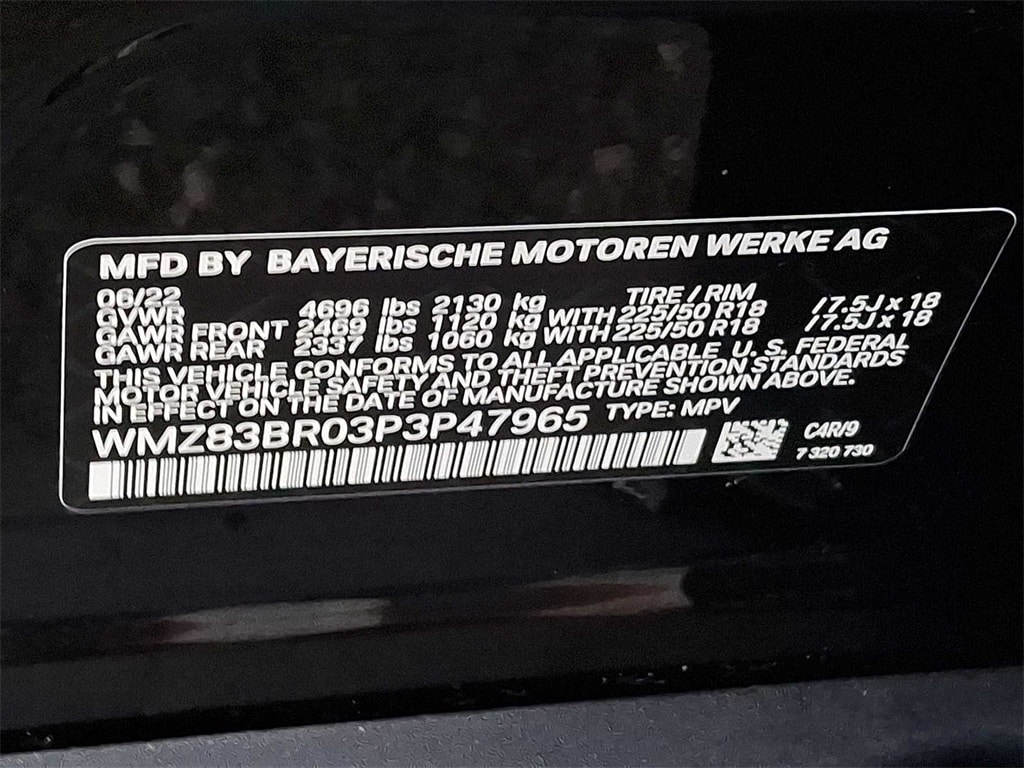 MFD BY BAYERISCHE MOTOREN WERKE AG
06/22 TIRE / RIM
GVWR 4696 lbs 2130 kg
GAWR FRONT 2469 lbs 1120 kg WITH 225/50 R18 /7.5J x 18
GAWR REAR 2337 lbs 1060 kg WITH 225/50 R18 /7.5J x 18
THIS VEHICLE CONFORMS TO ALL APPLICABLE U. S. FEDERAL
MOTOR VEHICLE SAFETY AND THEFT PREVENTION STANDARDS
IN EFFECT ON THE DATE OF MANUFACTURE SHOWN ABOVE.
WMZ83BR03P3P47965 TYPE: MPV
C4R/9
7 320 730